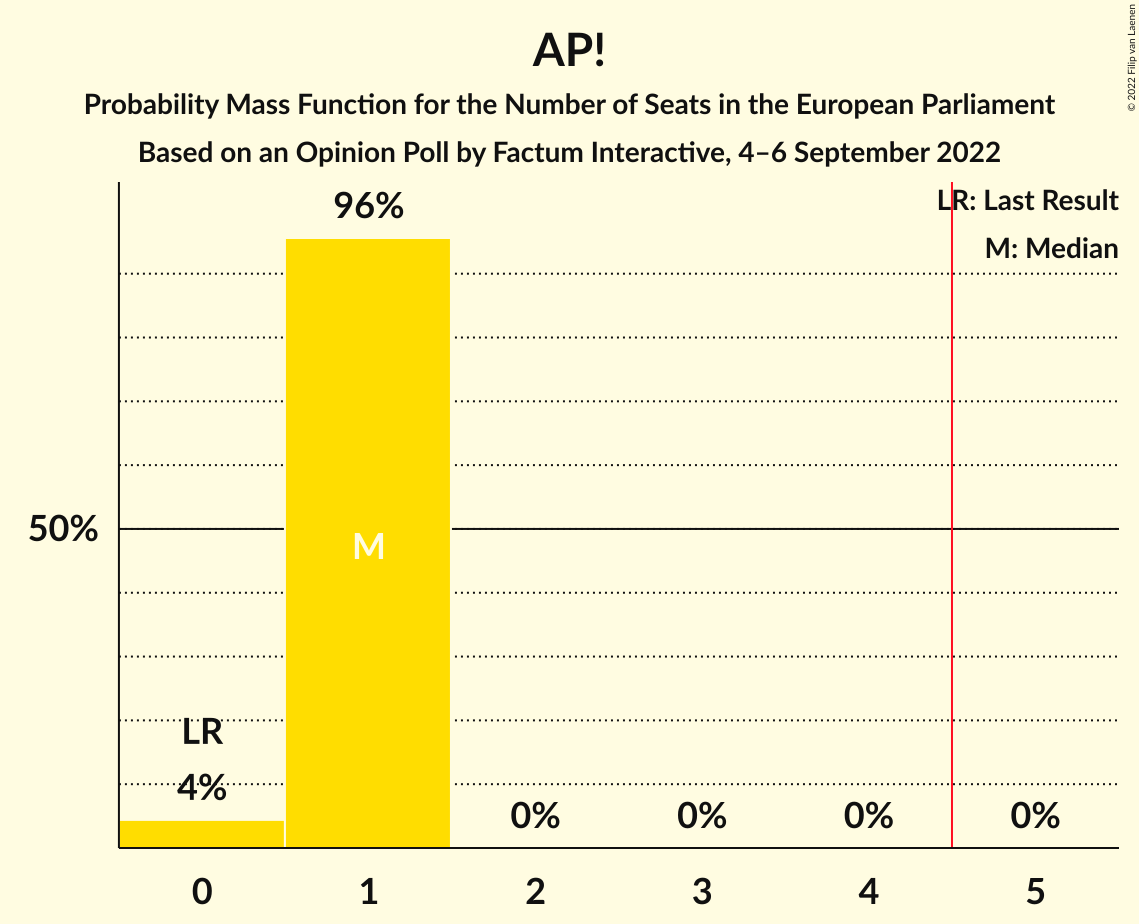 AP!
Probability Mass Function for the Number of Seats in the European Parliament
Based on an Opinion Poll by Factum Interactive, 4–6 September 2022
© 2022 Filip van Laenen
LR: Last Result
M: Median
96%
50%
M
LR
4%
0%
0%
0%
0%
0
1
2
3
4
5